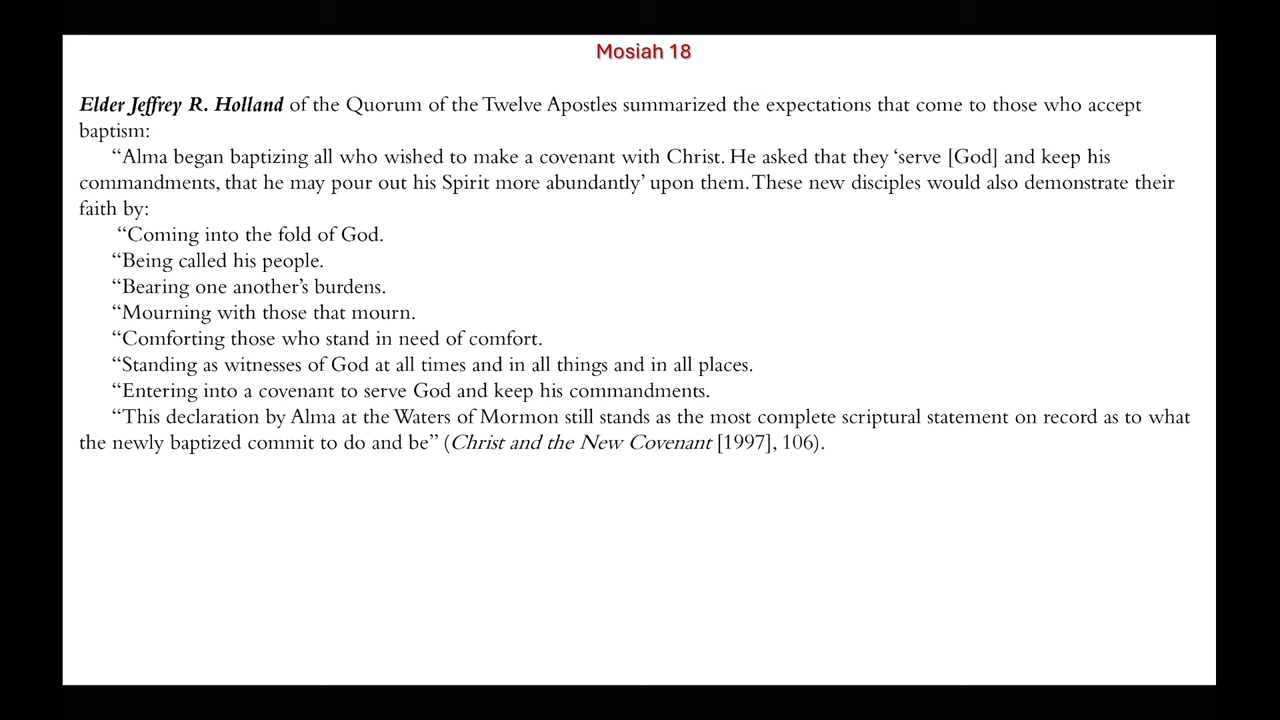 Mosiah 18
Elder Jeffrey R. Holland of the Quorum of the Twelve Apostles summarized the expectations that come to those who accept
baptism:
“Alma began baptizing all who wished to make a covenant with Christ. He asked that they ‘serve [God] and keep his
commandments, that he may pour out his Spirit more abundantly’ upon them. These new disciples would also demonstrate their
faith by:
“Coming into the fold of God.
“Being called his people.
“Bearing one another’s burdens.
“Mourning with those that mourn.
“Comforting those who stand in need of comfort.
“Standing as witnesses of God at all times and in all things and in all places.
“Entering into a covenant to serve God and keep his commandments.
“This declaration by Alma at the Waters of Mormon still stands as the most complete scriptural statement on record as to what
the newly baptized commit to do and be” (Christ and the New Covenant [1997], 106).